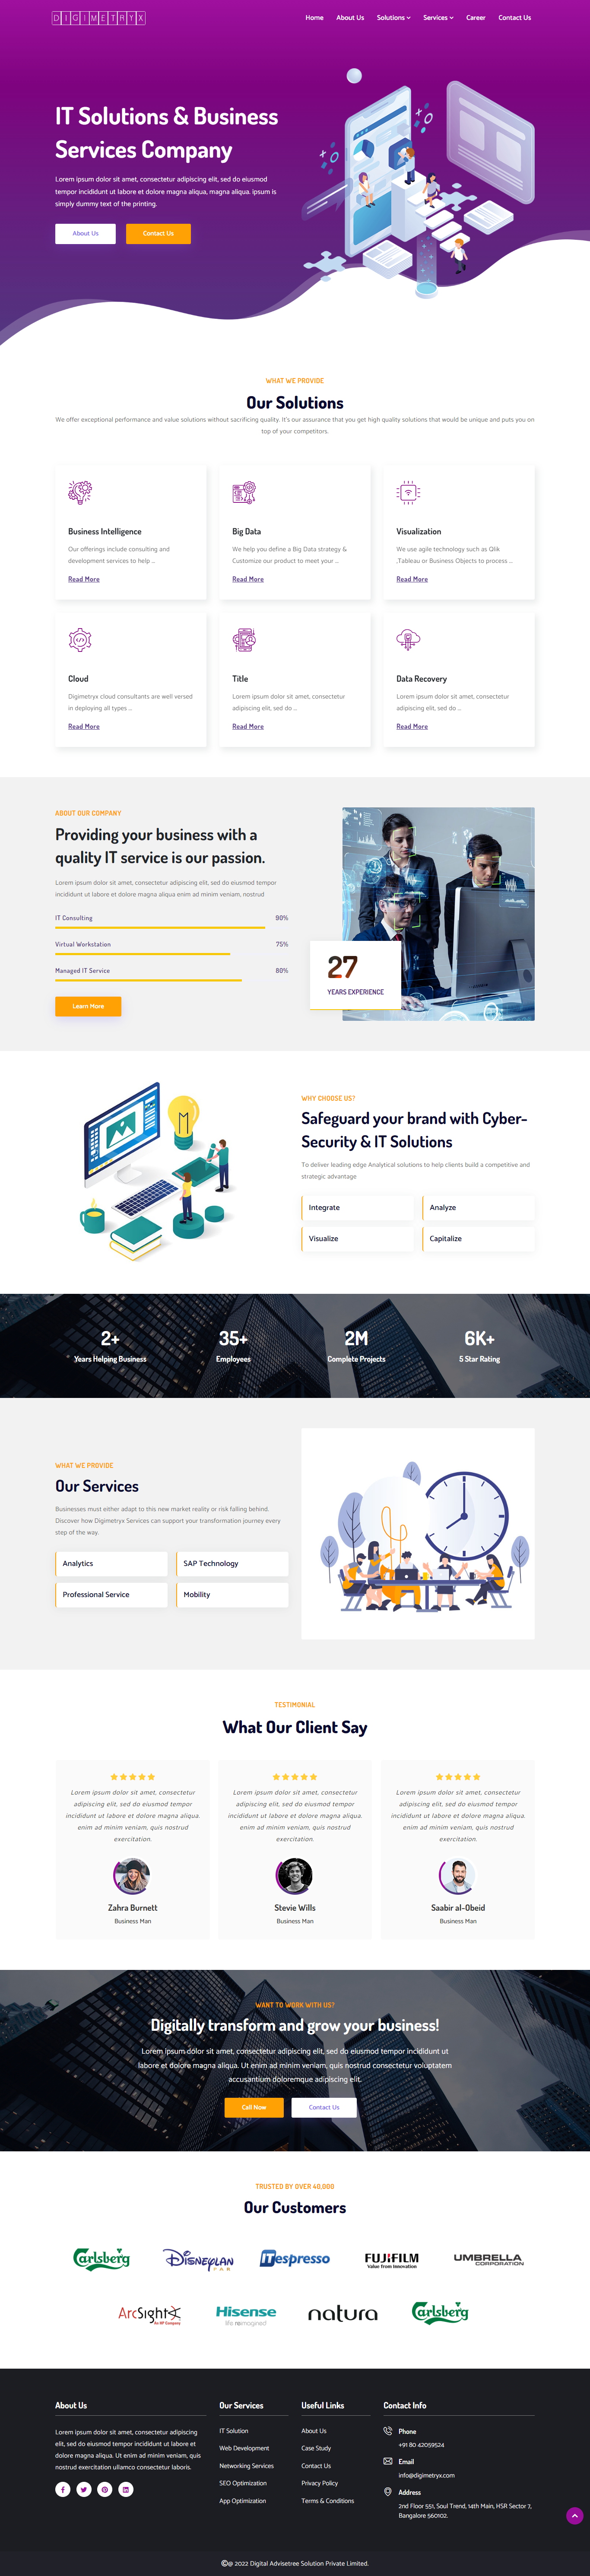 DIGIMETRYX
Home About Us Solutions Services Career Contact Us
IT Solutions & Business
Services Company
Lorem ipsum dolor sit amet, consectetur adipiscing elit, sed do eiusmod
tempor incididunt ut labore et dolore magna aliqua, magna aliqua. ipsum is
simply dummy text of the printing.
About Us Contact Us
WHAT WE PROVIDE
Our Solutions
We offer exceptional performance and value solutions without sacrificing quality. It's our assurance that you get high quality solutions that would be unique and puts you on
top of your competitors.
Business Intelligence
Our offerings include consulting and
development services to help ...
Read More
Big Data
We help you define a Big Data strategy &
Customize our product to meet your ...
Read More
Visualization
We use agile technology such as Qlik
,Tableau or Business Objects to process ...
Read More
Cloud
Digimetryx cloud consultants are well versed
in deploying all types ...
Read More
Title
Lorem ipsum dolor sit amet, consectetur
adipiscing elit, sed do ...
Read More
Data Recovery
Lorem ipsum dolor sit amet, consectetur
adipiscing elit, sed do ...
Read More
ABOUT OUR COMPANY
Providing your business with a
quality IT service is our passion.
Lorem ipsum dolor sit amet, consectetur adipiscing elit, sed do eiusmod tempor
incididunt ut labore et dolore magna aliqua enim ad minim veniam, nostrud
IT Consulting 90%
Virtual Workstation 75%
Managed IT Service 80%
Learn More
27
YEARS EXPERIENCE
WHY CHOOSE US?
Safeguard your brand with Cyber-
Security & IT Solutions
To deliver leading edge Analytical solutions to help clients build a competitive and
strategic advantage
Integrate Analyze
Visualize Capitalize
2+ 35+ 2M 6K+
Years Helping Business Employees Complete Projects 5 Star Rating
WHAT WE PROVIDE
Our Services
Businesses must either adapt to this new market reality or risk falling behind.
Discover how Digimetryx Services can support your transformation journey every
step of the way.
Analytics SAP Technology
Professional Service Mobility
TESTIMONIAL
What Our Client Say
Lorem ipsum dolor sit amet, consectetur
adipiscing elit, sed do eiusmod tempor
incididunt ut labore et dolore magna aliqua.
enim ad minim veniam, quis nostrud
exercitation.
Zahra Burnett
Business Man
Lorem ipsum dolor sit amet, consectetur
adipiscing elit, sed do eiusmod tempor
incididunt ut labore et dolore magna aliqua.
enim ad minim veniam, quis nostrud
exercitation.
Stevie Wills
Business Man
Lorem ipsum dolor sit amet, consectetur
adipiscing elit, sed do eiusmod tempor
incididunt ut labore et dolore magna aliqua.
enim ad minim veniam, quis nostrud
exercitation.
Saabir al-Obeid
Business Man
WANT TO WORK WITH US?
Digitally transform and grow your business!
Lorem ipsum dolor sit amet, consectetur adipiscing elit, sed do eiusmod tempor incididunt ut
labore et dolore magna aliqua. Ut enim ad minim veniam, quis nostrud consectetur voluptatem
accusantium doloremque adipiscing elit.
Call Now Contact Us
TRUSTED BY OVER 40,000
Our Customers
Carlsberg
DISNEYLAN
CAR
ITespresso
FUJIFILM
Value from Innovation
UMBRELLA
CORPORATION
ArcSight
An HP Company
Hisense
life reimagined
natura
Carlsberg
About Us
Lorem ipsum dolor sit amet, consectetur adipiscing
elit, sed do eiusmod tempor incididunt ut labore et
dolore magna aliqua. Ut enim ad minim veniam, quis
nostrud exercitation ullamco consectetur laboris.
Our Services
IT Solution
Web Development
Networking Services
SEO Optimization
App Optimization
Useful Links
About Us
Case Study
Contact Us
Privacy Policy
Terms & Conditions
Contact Info
Phone
+91 80 42059524
Email
info@digimetryx.com
Address
2nd Floor 551, Soul Trend, 14th Main, HSR Sector 7,
Bangalore 560102.
©@ 2022 Digital Advisetree Solution Private Limited.